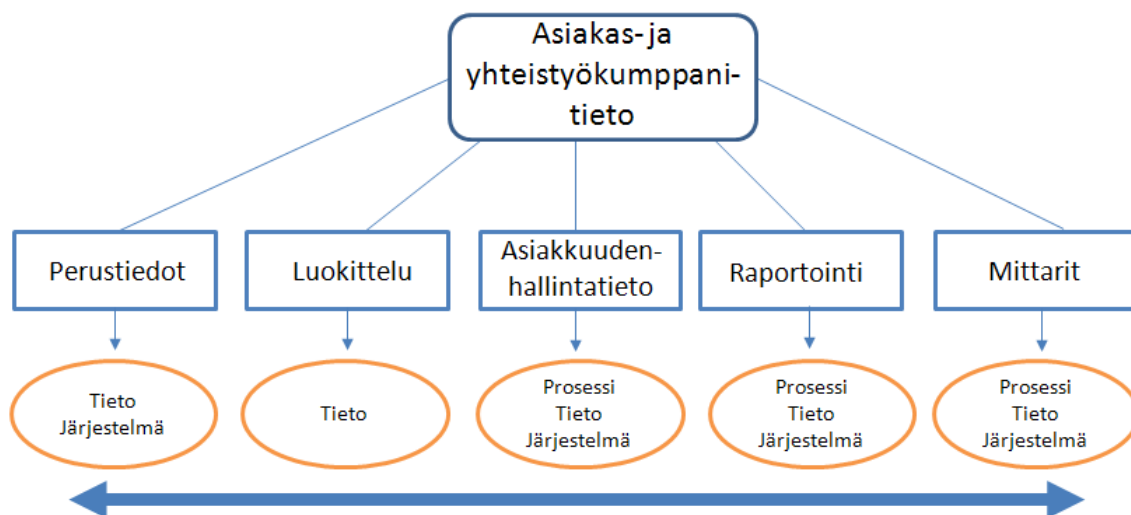 Asiakas- ja
yhteistyökumppani-
tieto
Perustiedot
Luokittelu
Asiakkuuden-
hallintatieto
Raportointi
Mittarit
Tieto
Järjestelmä
Tieto
Prosessi
Tieto
Järjestelmä
Prosessi
Tieto
Järjestelmä
Prosessi
Tieto
Järjestelmä